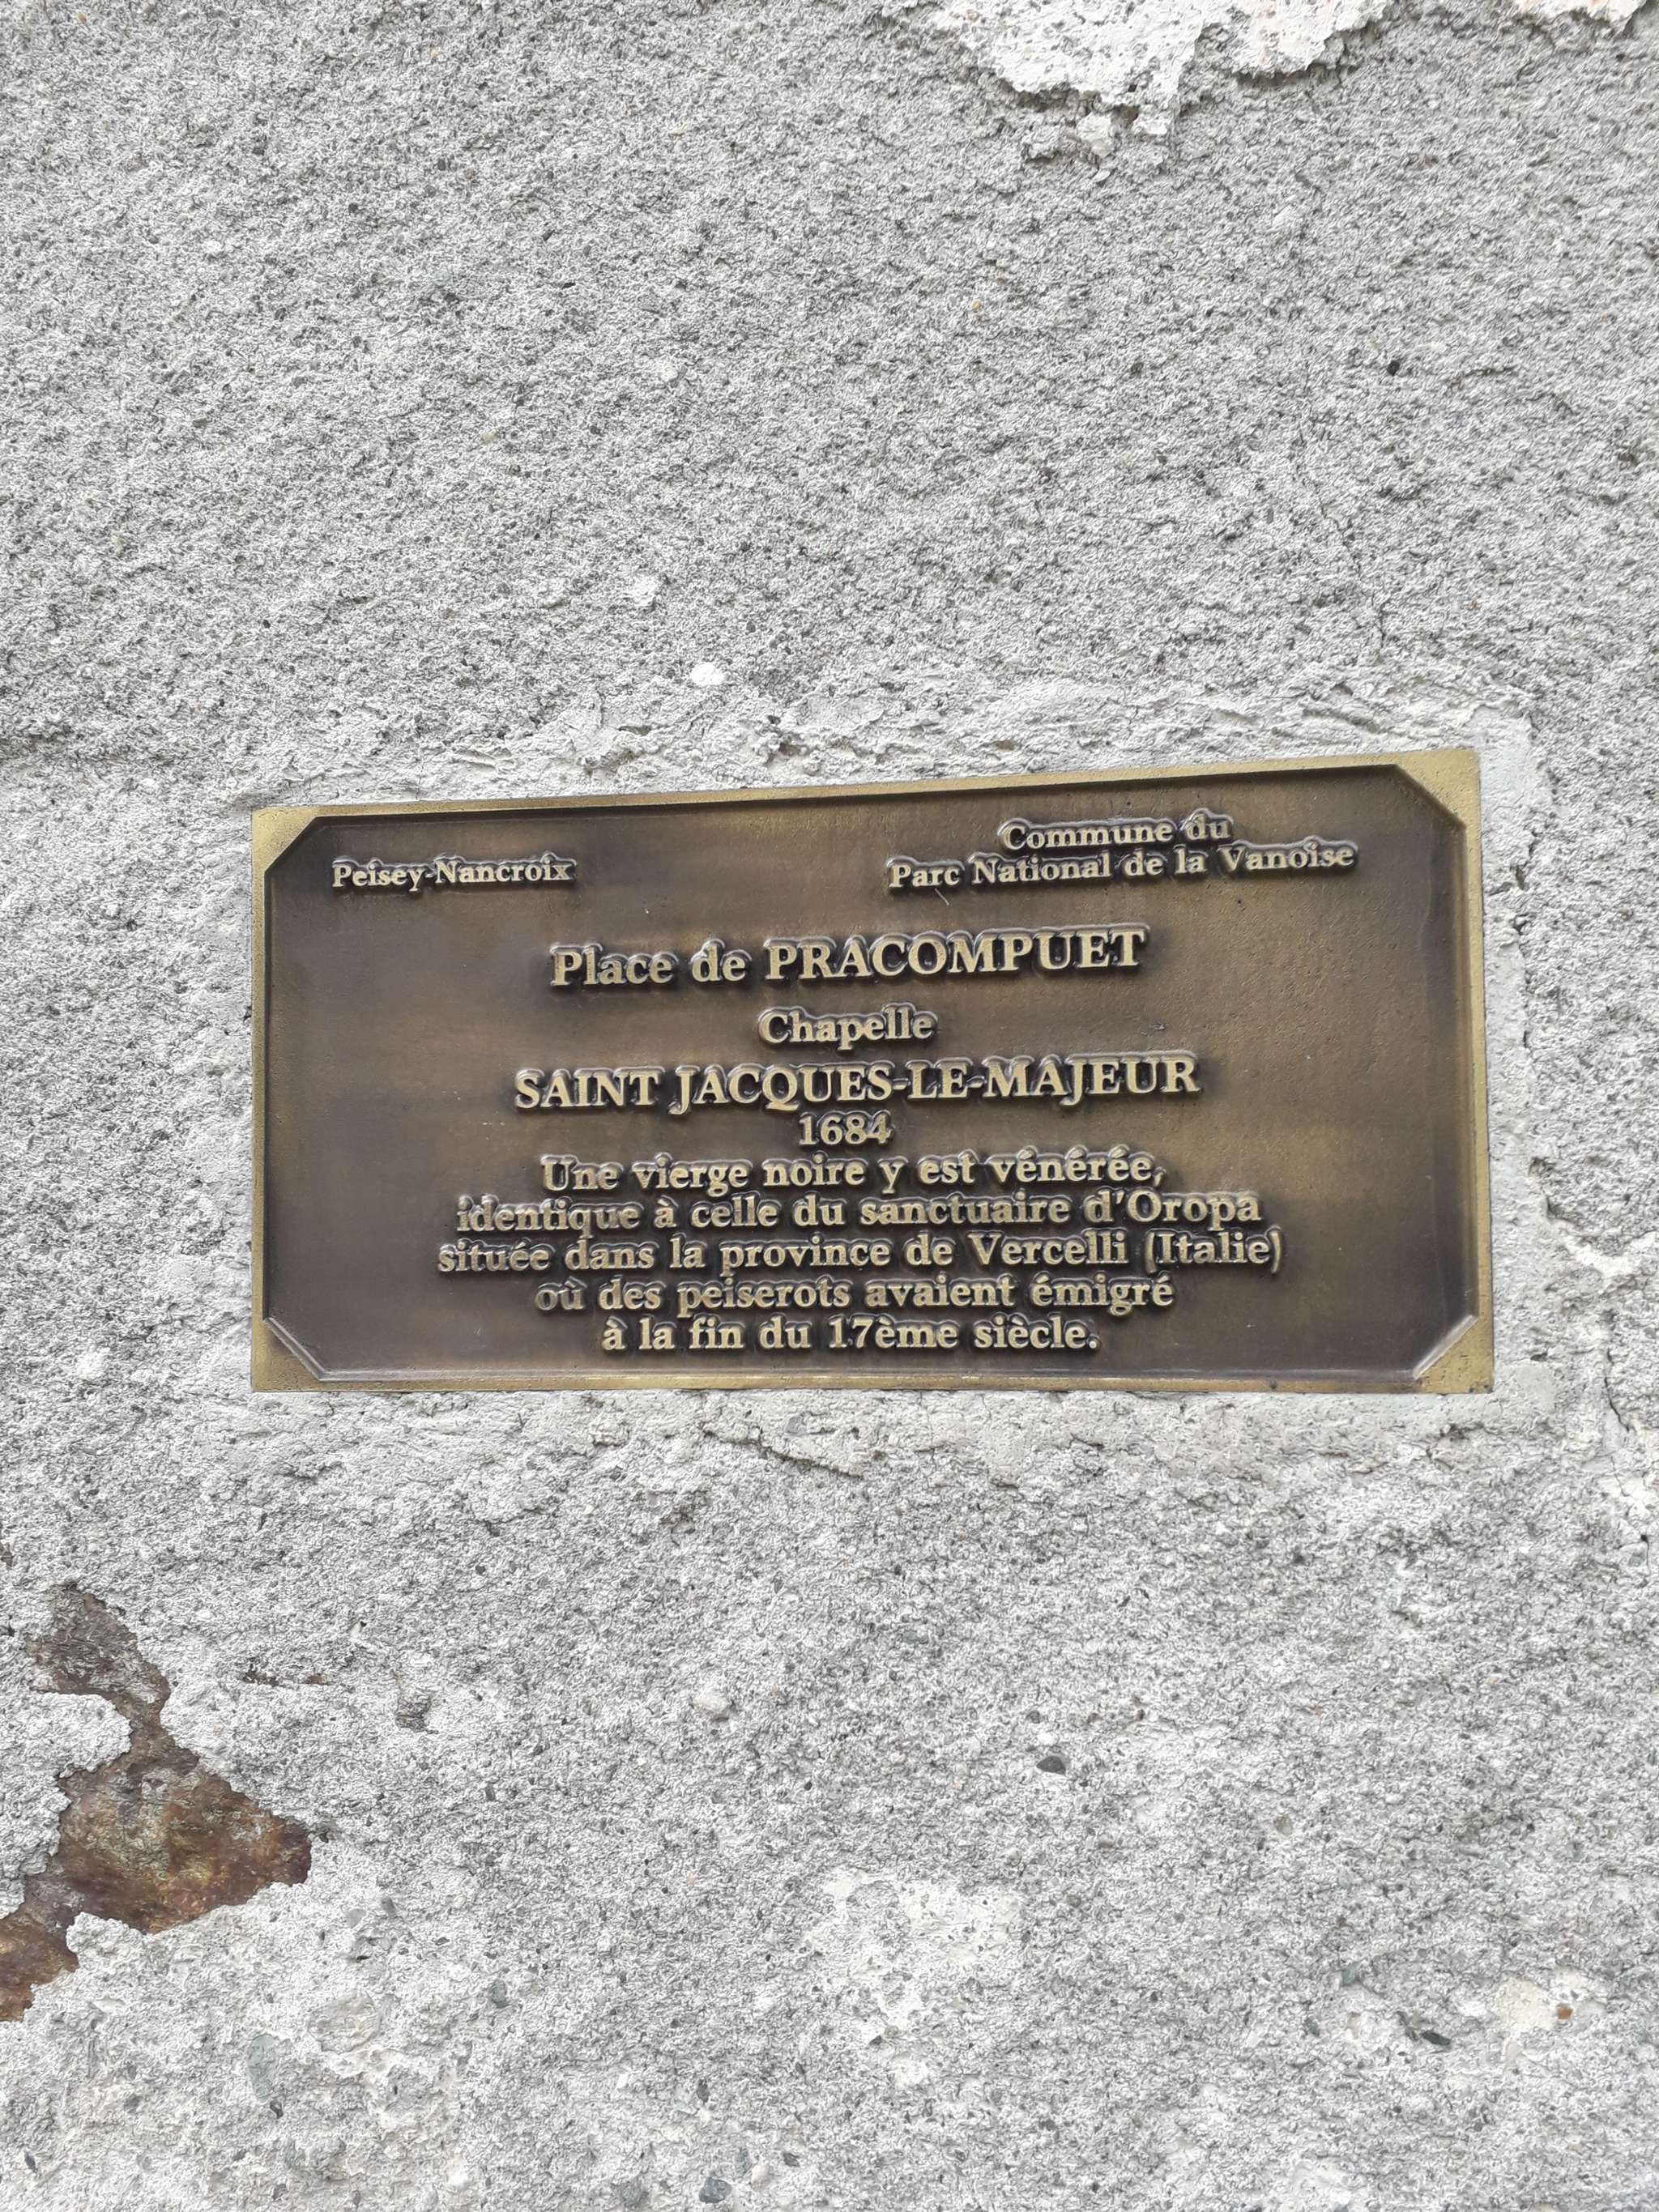 Peisey-Nancroix
Commune du
Parc National de la Vanoise
Place de PRACOMPUET
Chapelle
SAINT JACQUES-LE-MAJEUR
1684
Une vierge noire y est vénérée,
identique à celle du sanctuaire d'Oropa
située dans la province de Vercelli (Italie)
où des peiserots avaient émigré
à la fin du 17ème siècle.